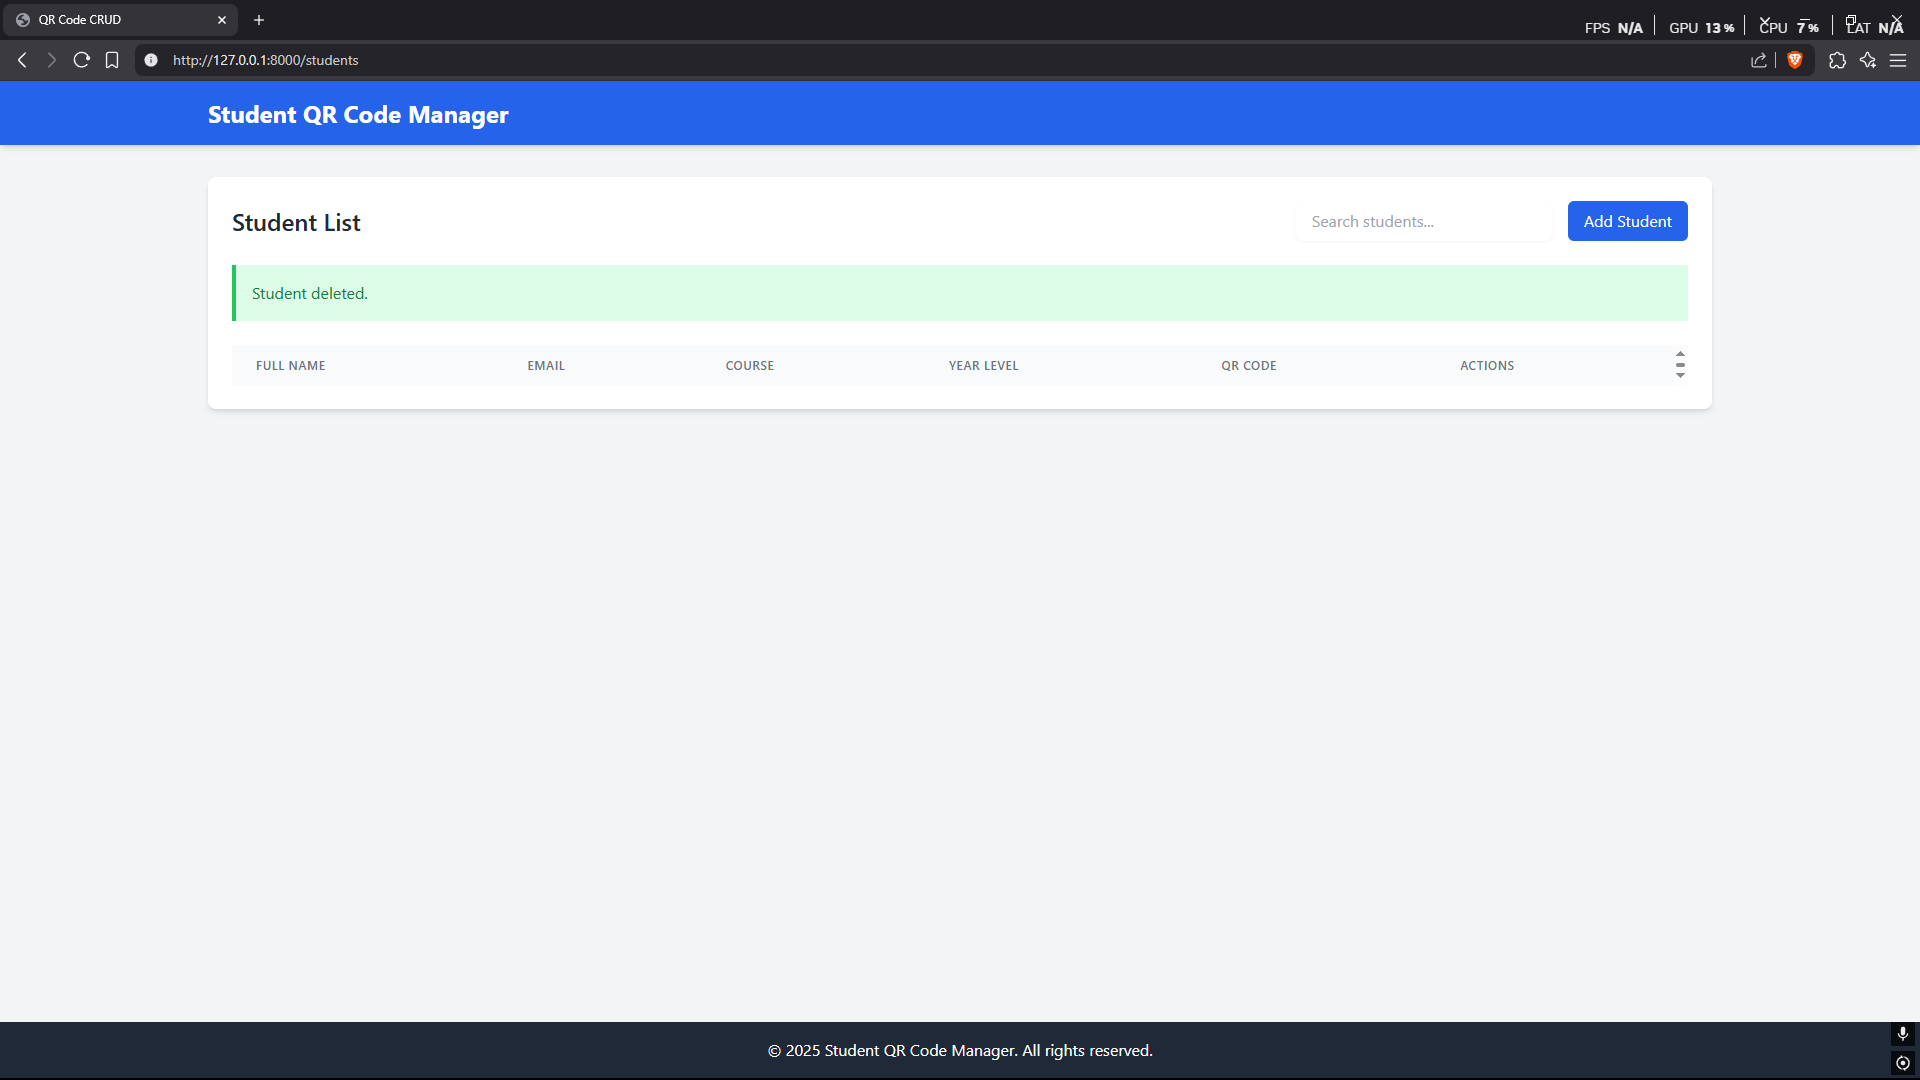 QR Code CRUD
FPS N/A GPU 13 % CPU 7 % LAT N/A
http://127.0.0.1:8000/students
Student QR Code Manager
Student List
Search students...
Add Student
Student deleted.
FULL NAME EMAIL COURSE YEAR LEVEL QR CODE ACTIONS
© 2025 Student QR Code Manager. All rights reserved.